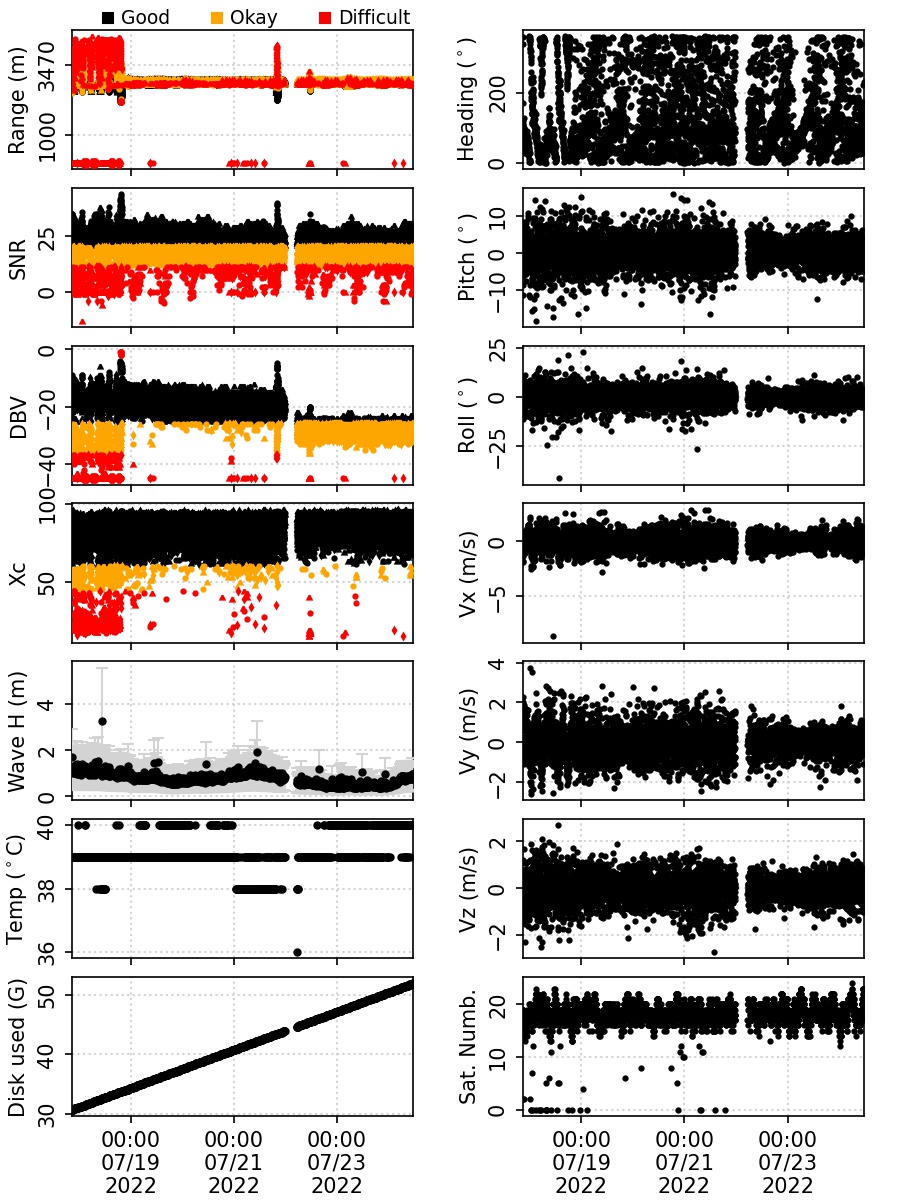 Good Okay Difficult
Range (m)
3470
1000
Heading (°)
200
0
SNR
25
0
Pitch (°)
10
0
−10
DBV
0
−20
−40
Roll (°)
25
0
−25
Xc
100
50
Vx (m/s)
0
−5
Wave H (m)
4
2
0
Vy (m/s)
4
2
0
−2
Temp (°C)
40
38
36
Vz (m/s)
2
0
−2
Disk used (G)
50
40
30
Sat. Numb.
20
10
0
00:00 00:00 00:00
07/19 07/21 07/23
2022 2022 2022
00:00 00:00 00:00
07/19 07/21 07/23
2022 2022 2022